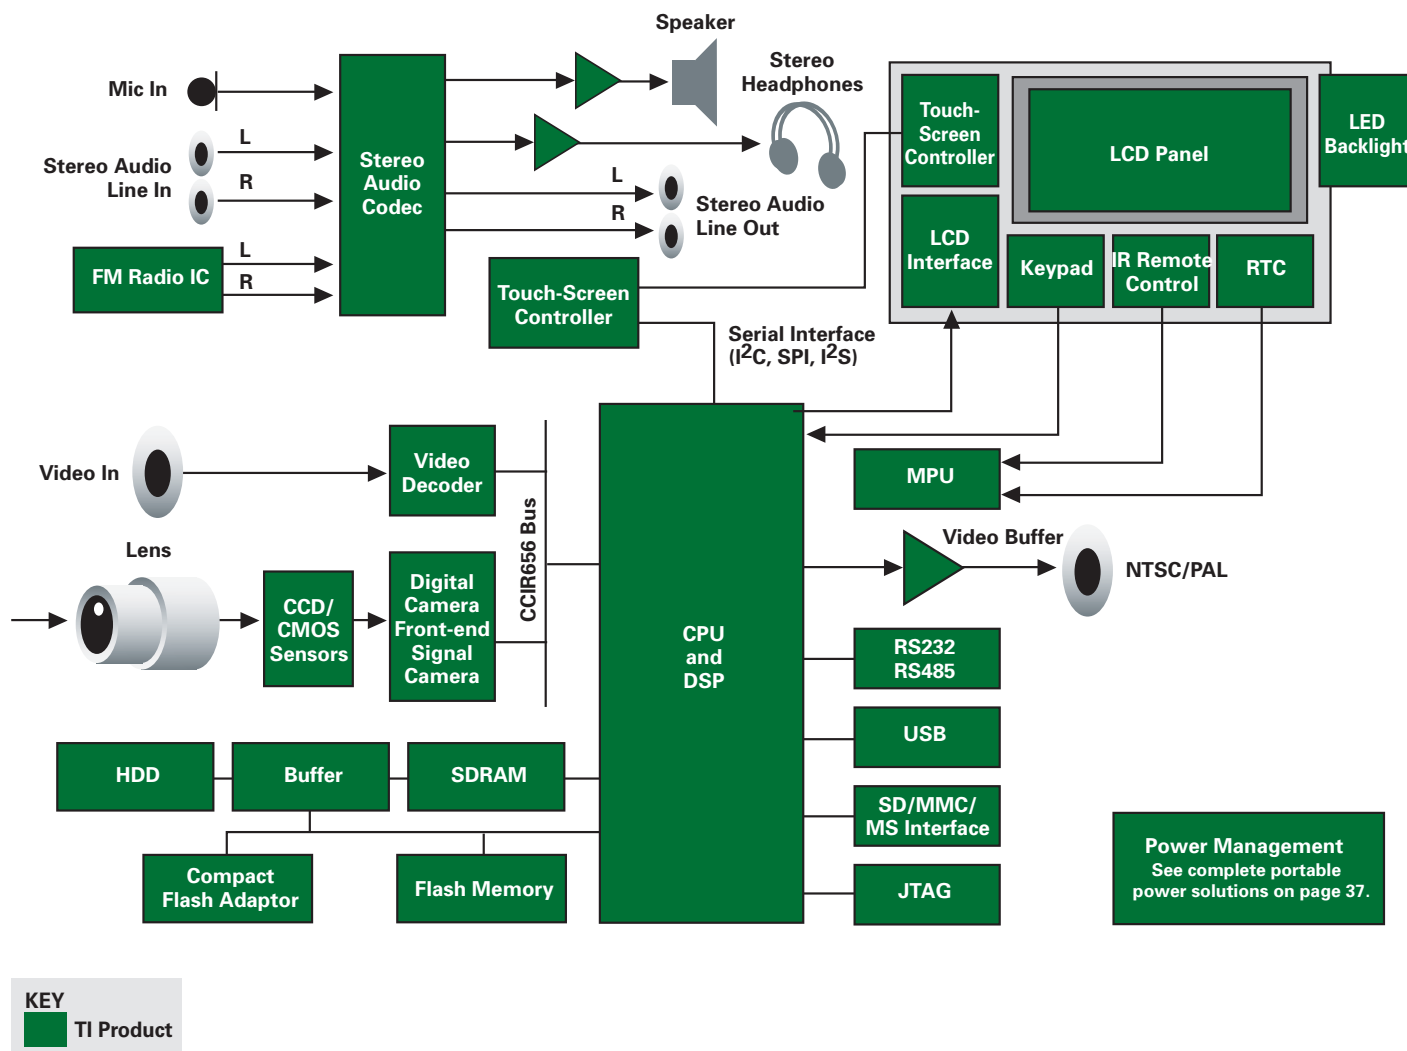 Speaker
Stereo
Headphones
Mic In
L
Stereo Audio
Line In
R
Stereo
Audio
Codec
L
R
Stereo Audio
Line Out
FM Radio IC
L
R
Touch-Screen
Controller
Touch-
Screen
Controller
LCD Panel
LED
Backlight
LCD
Interface
Keypad
IR Remote
Control
RTC
Serial Interface
(I2C, SPI, I2S)
Video In
Video
Decoder
CCIR656 Bus
MPU
Video Buffer
NTSC/PAL
Lens
CCD/
CMOS
Sensors
Digital
Camera
Front-end
Signal
Camera
CPU
and
DSP
RS232
RS485
USB
SD/MMC/
MS Interface
JTAG
HDD
Buffer
SDRAM
Compact
Flash Adaptor
Flash Memory
Power Management
See complete portable
power solutions on page 37.
KEY
TI Product